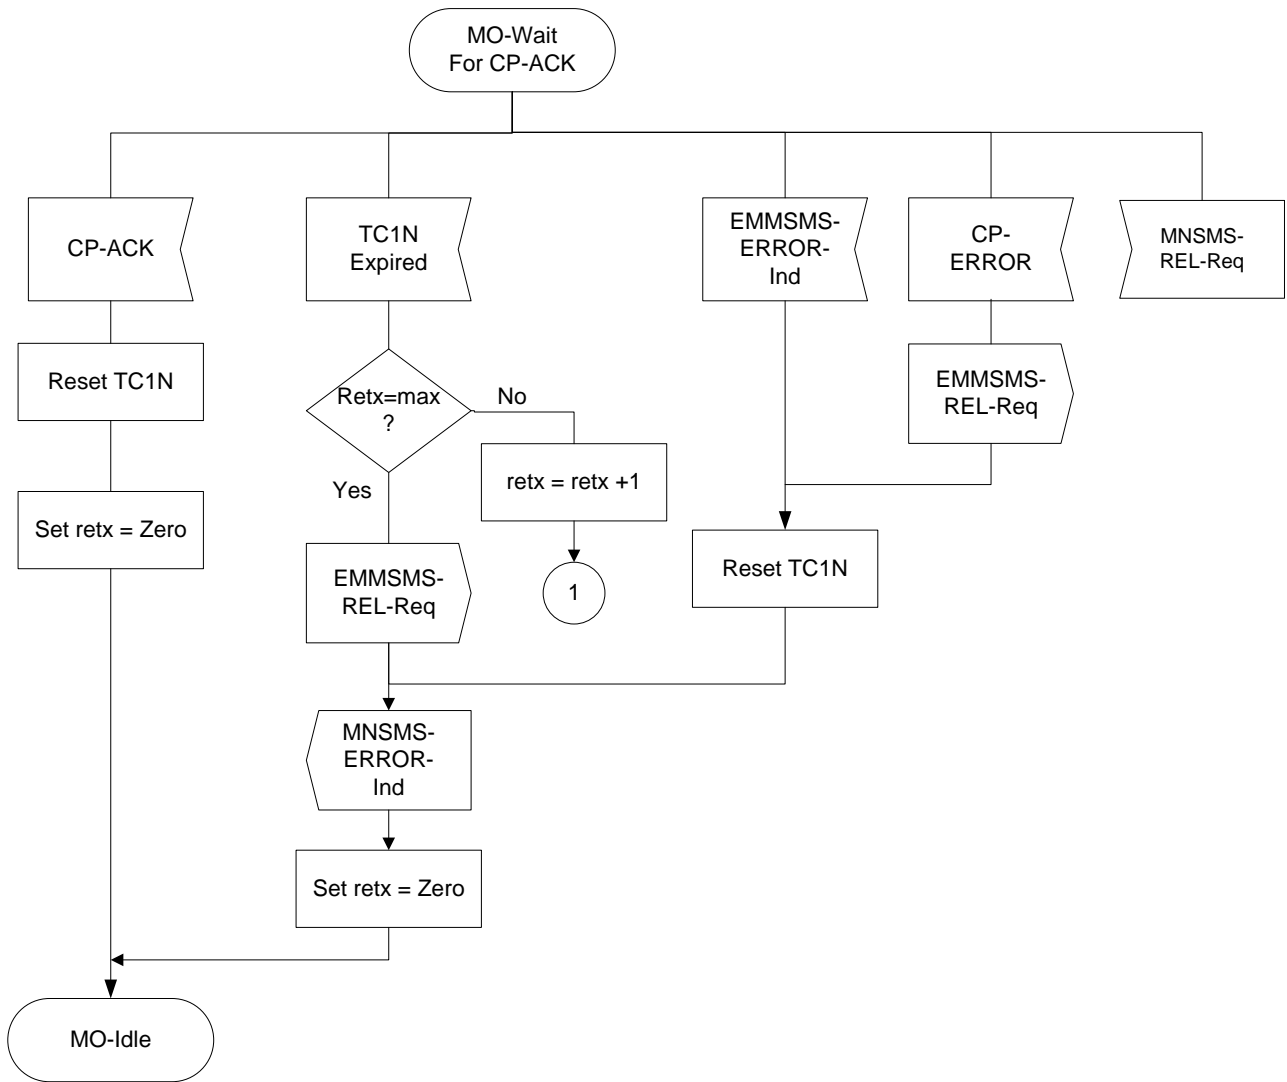 MO-Wait
For CP-ACK
CP-ACK
TC1N
Expired
EMMSMS-
ERROR-
Ind
CP-
ERROR
MNSMS-
REL-Req
Reset TC1N
Retx=max
?
No
EMMSMS-
REL-Req
Yes
retx = retx +1
Set retx = Zero
EMMSMS-
REL-Req
1
Reset TC1N
MNSMS-
ERROR-
Ind
Set retx = Zero
MO-Idle